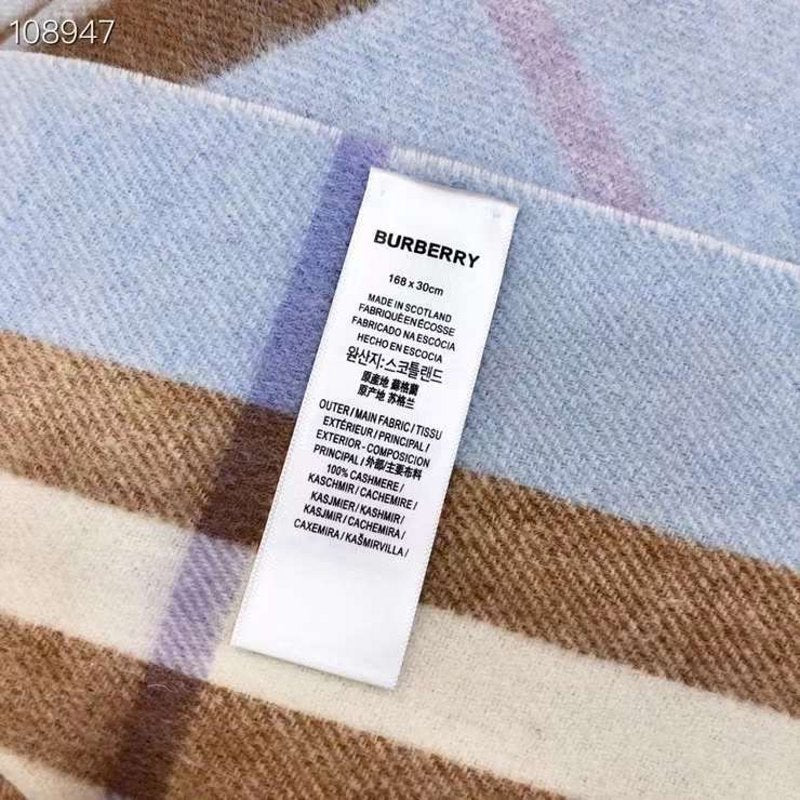 108947
BURBERRY
168 x 30cm
MADE IN SCOTLAND
FABRIQUÉ EN ÉCOSSE
FABRICADO NA ESCÓCIA
HECHO EN ESCOCIA
완산지:스코틀랜드
原產地 蘇格蘭
原产地 苏格兰
OUTER / MAIN FABRIC / TISSU
EXTÉRIEUR / PRINCIPAL /
EXTERIOR - COMPOSICION
PRINCIPAL / 外部/主要布料
100% CASHMERE /
KASCHMIR / CACHEMIRE /
KASJMIER / KASHMIR /
KASJMIR / CACHEMIRA /
CAXEMIRA / KAŠMIRVILLA /